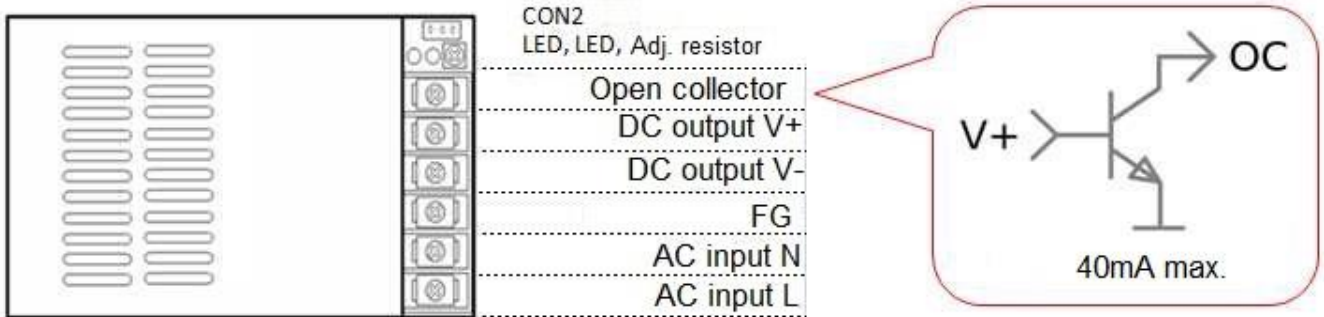 CON2
LED, LED, Adj. resistor
Open collector
DC output V+
DC output V-
FG
AC input N
AC input L
OC
V+
40mA max.